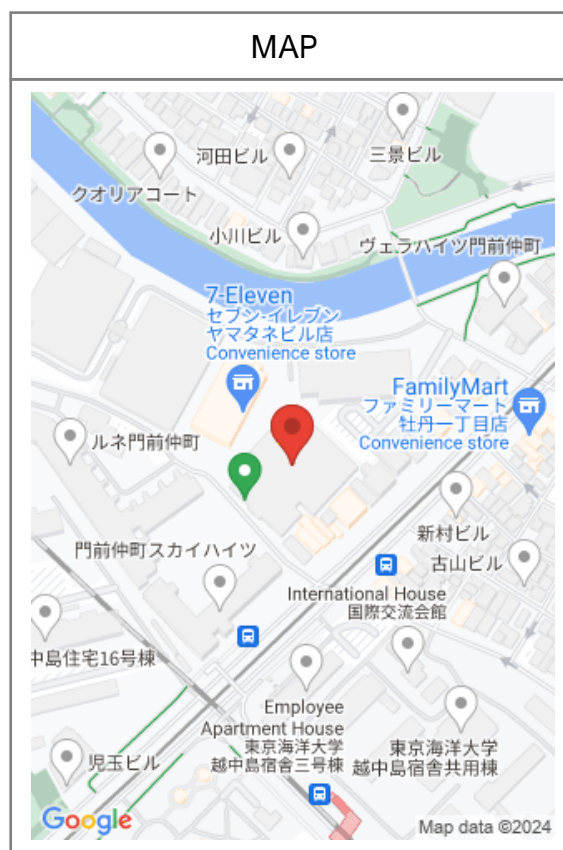 MAP
三景ビル
河田ビル
クオリアコート
小川ビル
ヴェラハイツ門前仲町
7-Eleven
セブン-イレブン
ヤマタネビル店
Convenience store
FamilyMart
ファミリーマート
牡丹一丁目店
Convenience store
ルネ門前仲町
新村ビル
門前仲町スカイハイツ
古山ビル
International House
国際交流会館
中島住宅16号棟
Employee
Apartment House
東京海洋大学
越中島宿舎三号棟
東京海洋大学
越中島宿舎共用棟
児玉ビル
Google
Map data ©2024